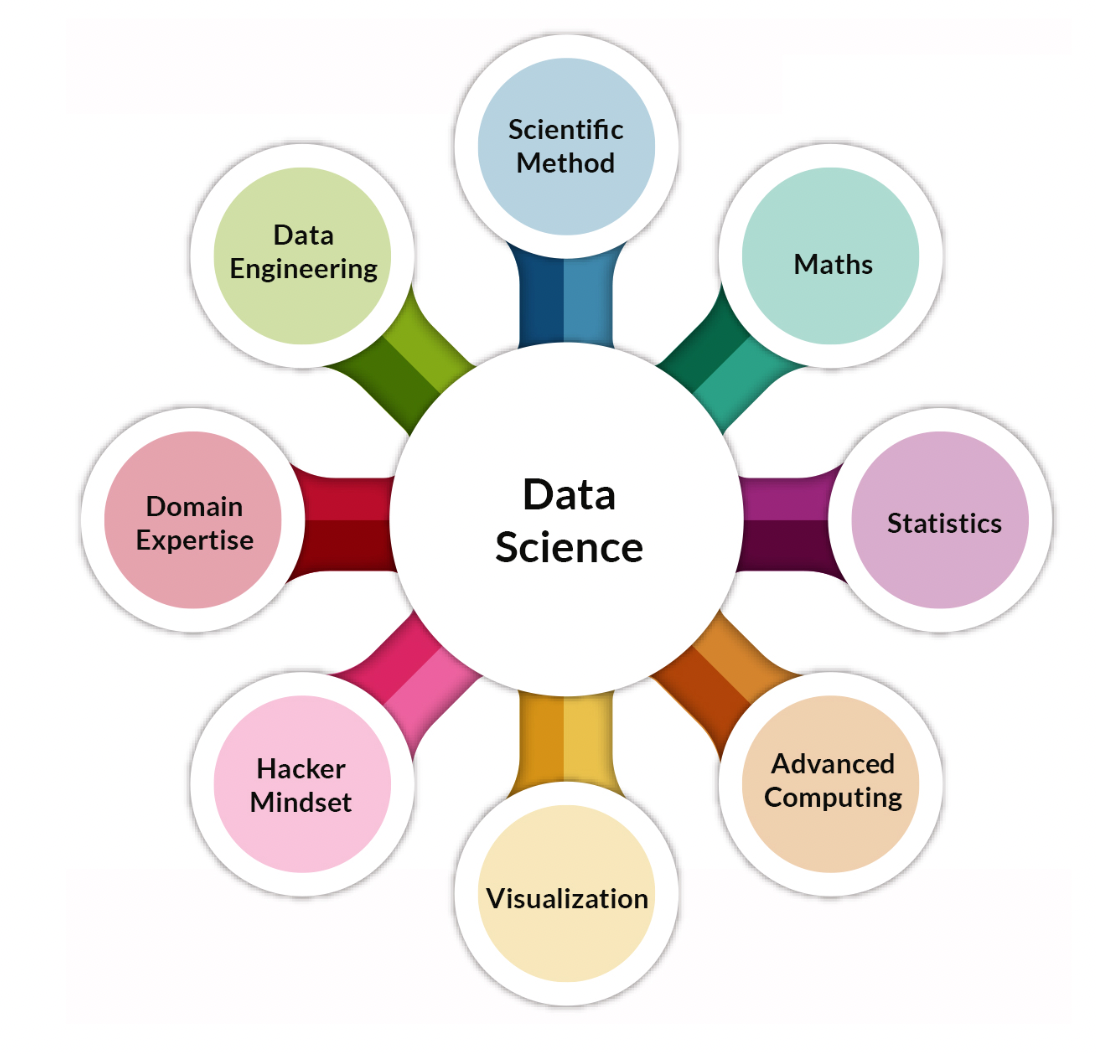 Scientific
Method
Data
Engineering
Maths
Domain
Expertise
Data
Science
Statistics
Hacker
Mindset
Advanced
Computing
Visualization